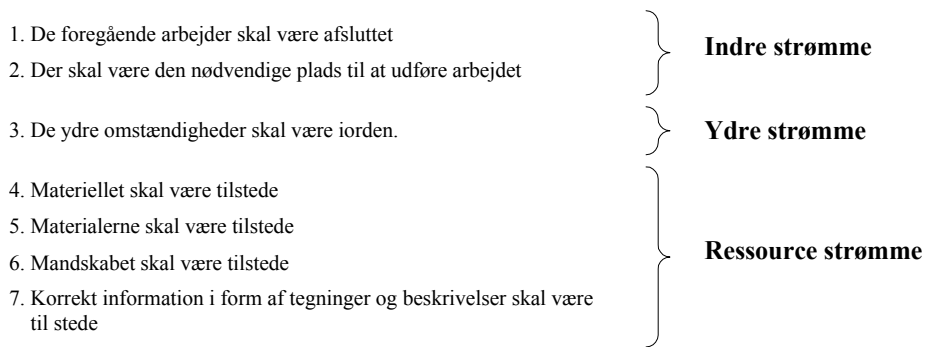 1. De foregående arbejder skal være afsluttet
2. Der skal være den nødvendige plads til at udføre arbejdet
Indre strømme
3. De ydre omstændigheder skal være iorden.
Ydre strømme
4. Materiellet skal være tilstede
5. Materialerne skal være tilstede
6. Mandskabet skal være tilstede
7. Korrekt information i form af tegninger og beskrivelser skal være
til stede
Ressource strømme